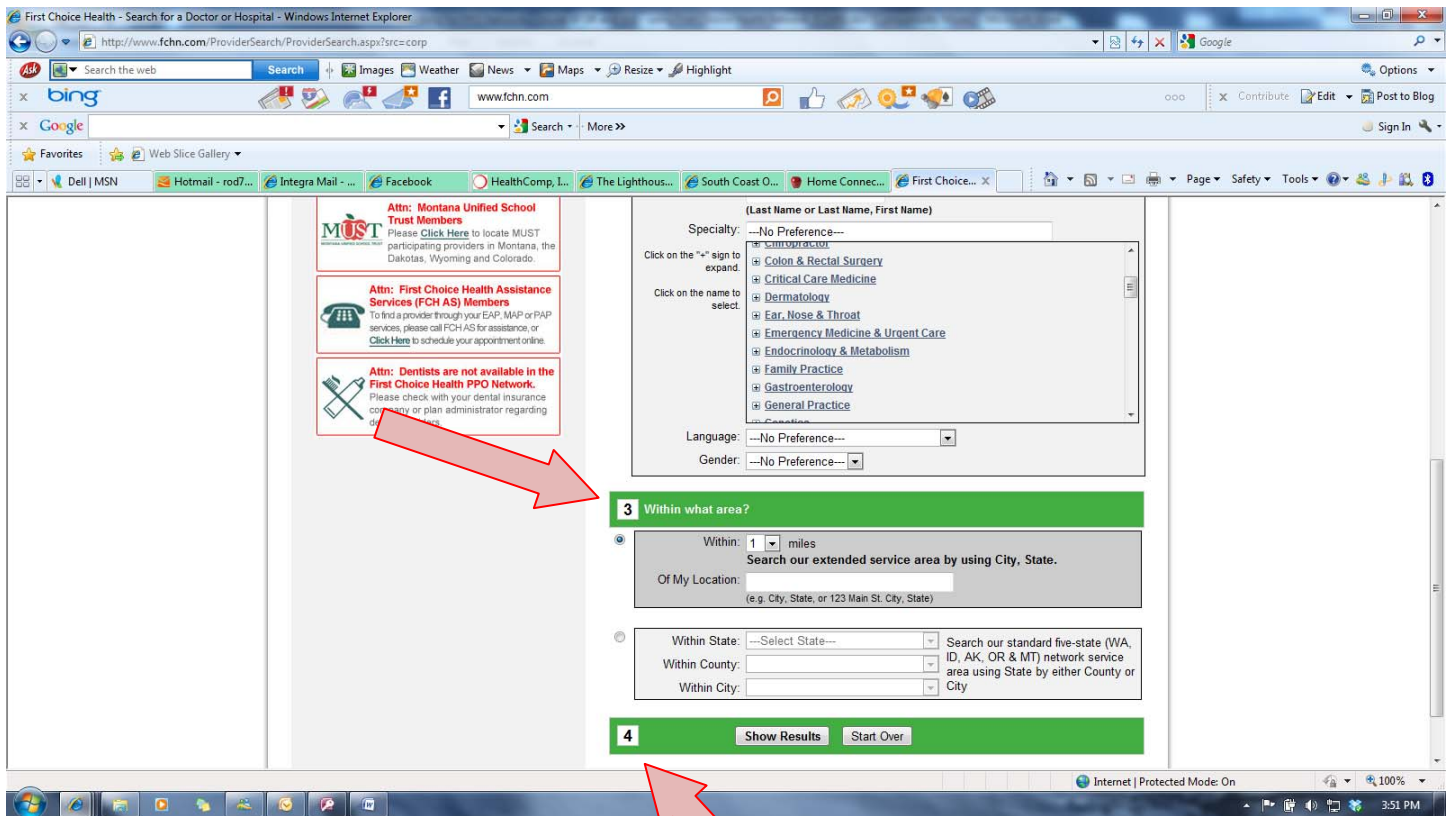 First Choice Health - Search for a Doctor or Hospital - Windows Internet Explorer
http://www.fchn.com/ProviderSearch/ProviderSearch.aspx?src=corp
Google
Ask Search the web Search Images Weather News Maps Resize Highlight Options
x bing www.fchn.com x Contribute Edit Post to Blog
x Google Search More >> Sign In
Favorites Web Slice Gallery
Dell | MSN Hotmail - rod7... Integra Mail - ... Facebook HealthComp, I... The Lighthous... South Coast O... Home Connec... First Choice... X Page Safety Tools
MUST
Attn: Montana Unified School
Trust Members
Please Click Here to locate MUST
participating providers in Montana, the
Dakotas, Wyoming and Colorado.
Attn: First Choice Health Assistance
Services (FCH AS) Members
To find a provider through your EAP, MAP or PAP
services, please call FCH AS for assistance, or
Click Here to schedule your appointment online.
Attn: Dentists are not available in the
First Choice Health PPO Network.
Please check with your dental insurance
company or plan administrator regarding
(Last Name or Last Name, First Name)
Specialty: ---No Preference---
Click on the "+" sign to
expand.
Click on the name to
select.
Chiropractor
Colon & Rectal Surgery
Critical Care Medicine
Dermatology
Ear, Nose & Throat
Emergency Medicine & Urgent Care
Endocrinology & Metabolism
Family Practice
Gastroenterology
General Practice
Genetics
Language: ---No Preference---
Gender: ---No Preference---
3 Within what area?
Within: 1 miles
Search our extended service area by using City, State.
Of My Location:
(e.g. City, State, or 123 Main St. City, State)
Within State: ---Select State---
Within County:
Within City:
Search our standard five-state (WA,
ID, AK, OR & MT) network service
area using State by either County or
City
4 Show Results Start Over
Internet | Protected Mode: On 100%
3:51 PM